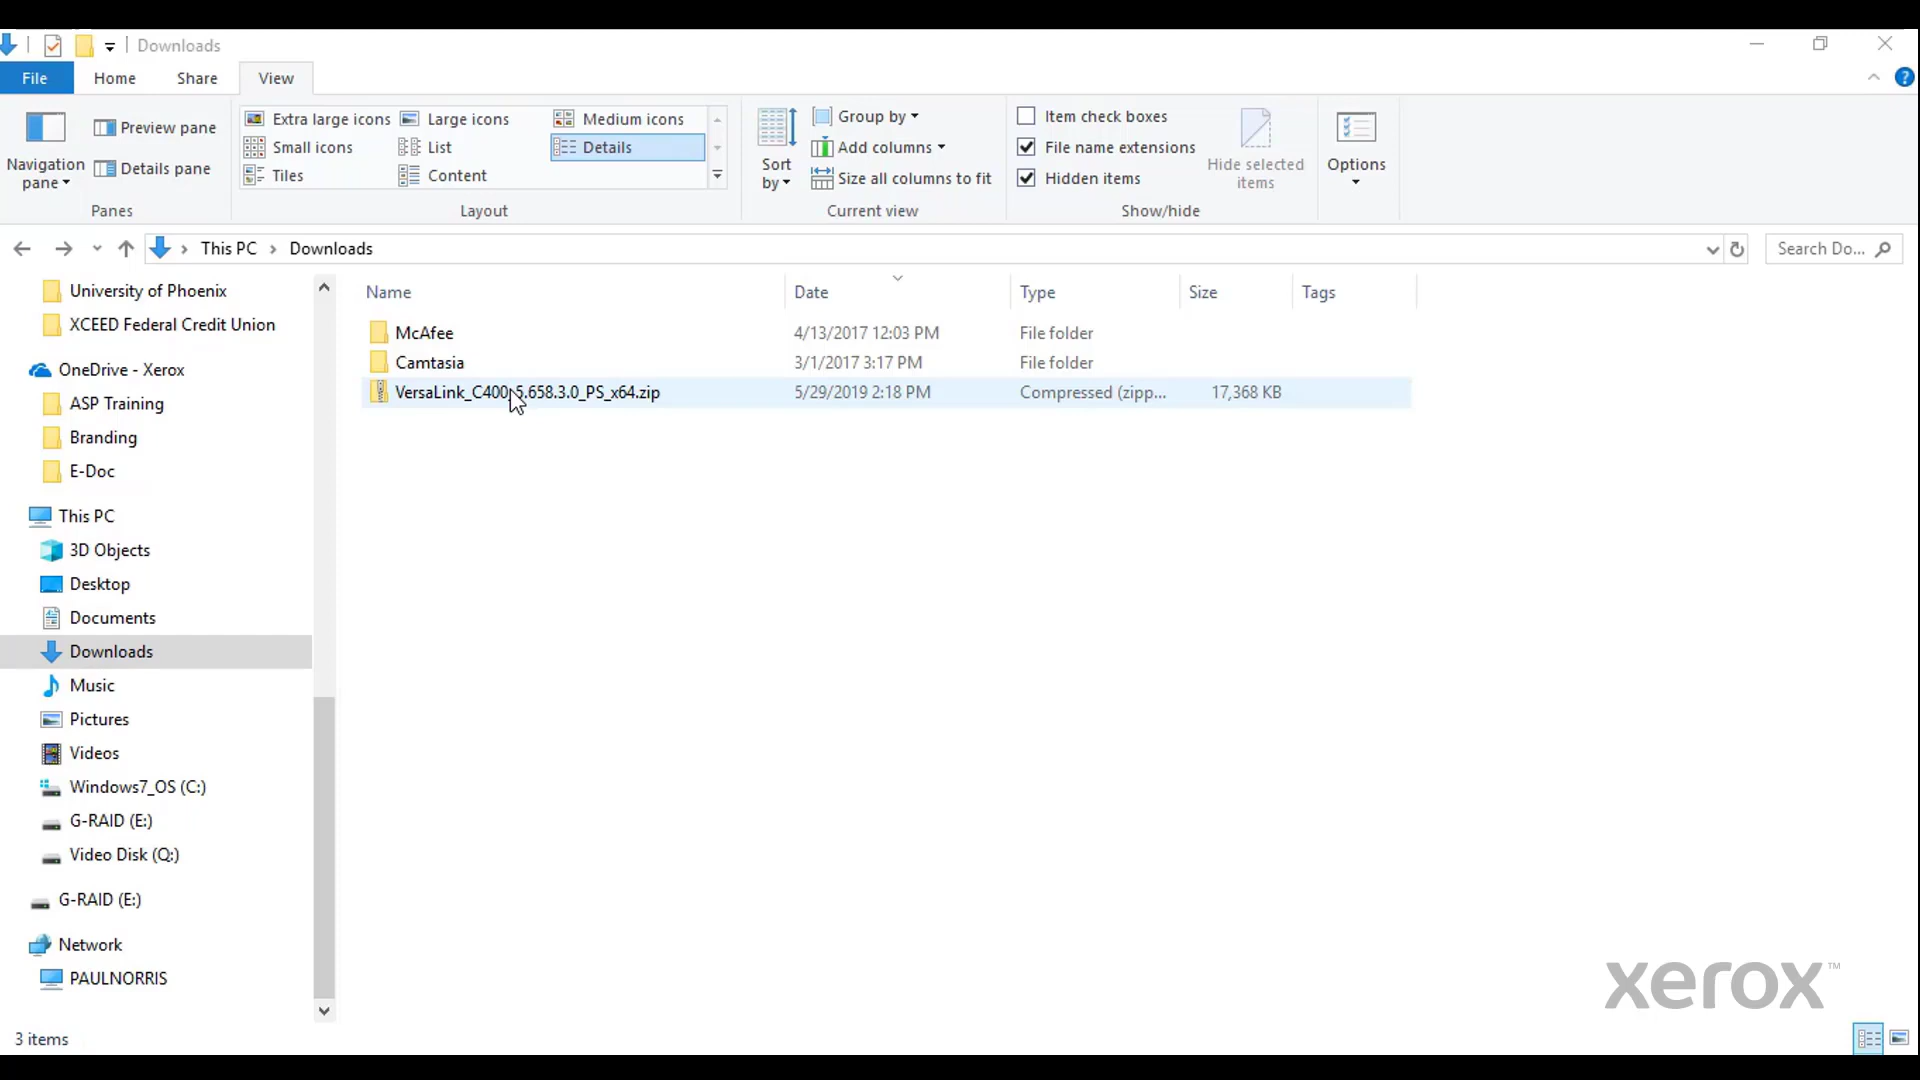 Downloads
File Home Share View
Navigation pane
Preview pane
Details pane
Panes
Extra large icons Large icons Medium icons
Small icons List Details
Tiles Content
Layout
Sort by
Group by
Add columns
Size all columns to fit
Current view
Item check boxes
File name extensions
Hidden items
Hide selected items
Show/hide
Options
This PC Downloads
Search Do...
University of Phoenix
XCEED Federal Credit Union
OneDrive - Xerox
ASP Training
Branding
E-Doc
This PC
3D Objects
Desktop
Documents
Downloads
Music
Pictures
Videos
Windows7_OS (C:)
G-RAID (E:)
Video Disk (Q:)
G-RAID (E:)
Network
PAULNORRIS
Name Date Type Size Tags
McAfee 4/13/2017 12:03 PM File folder
Camtasia 3/1/2017 3:17 PM File folder
VersaLink_C400_5.658.3.0_PS_x64.zip 5/29/2019 2:18 PM Compressed (zipp... 17,368 KB
xerox™
3 items